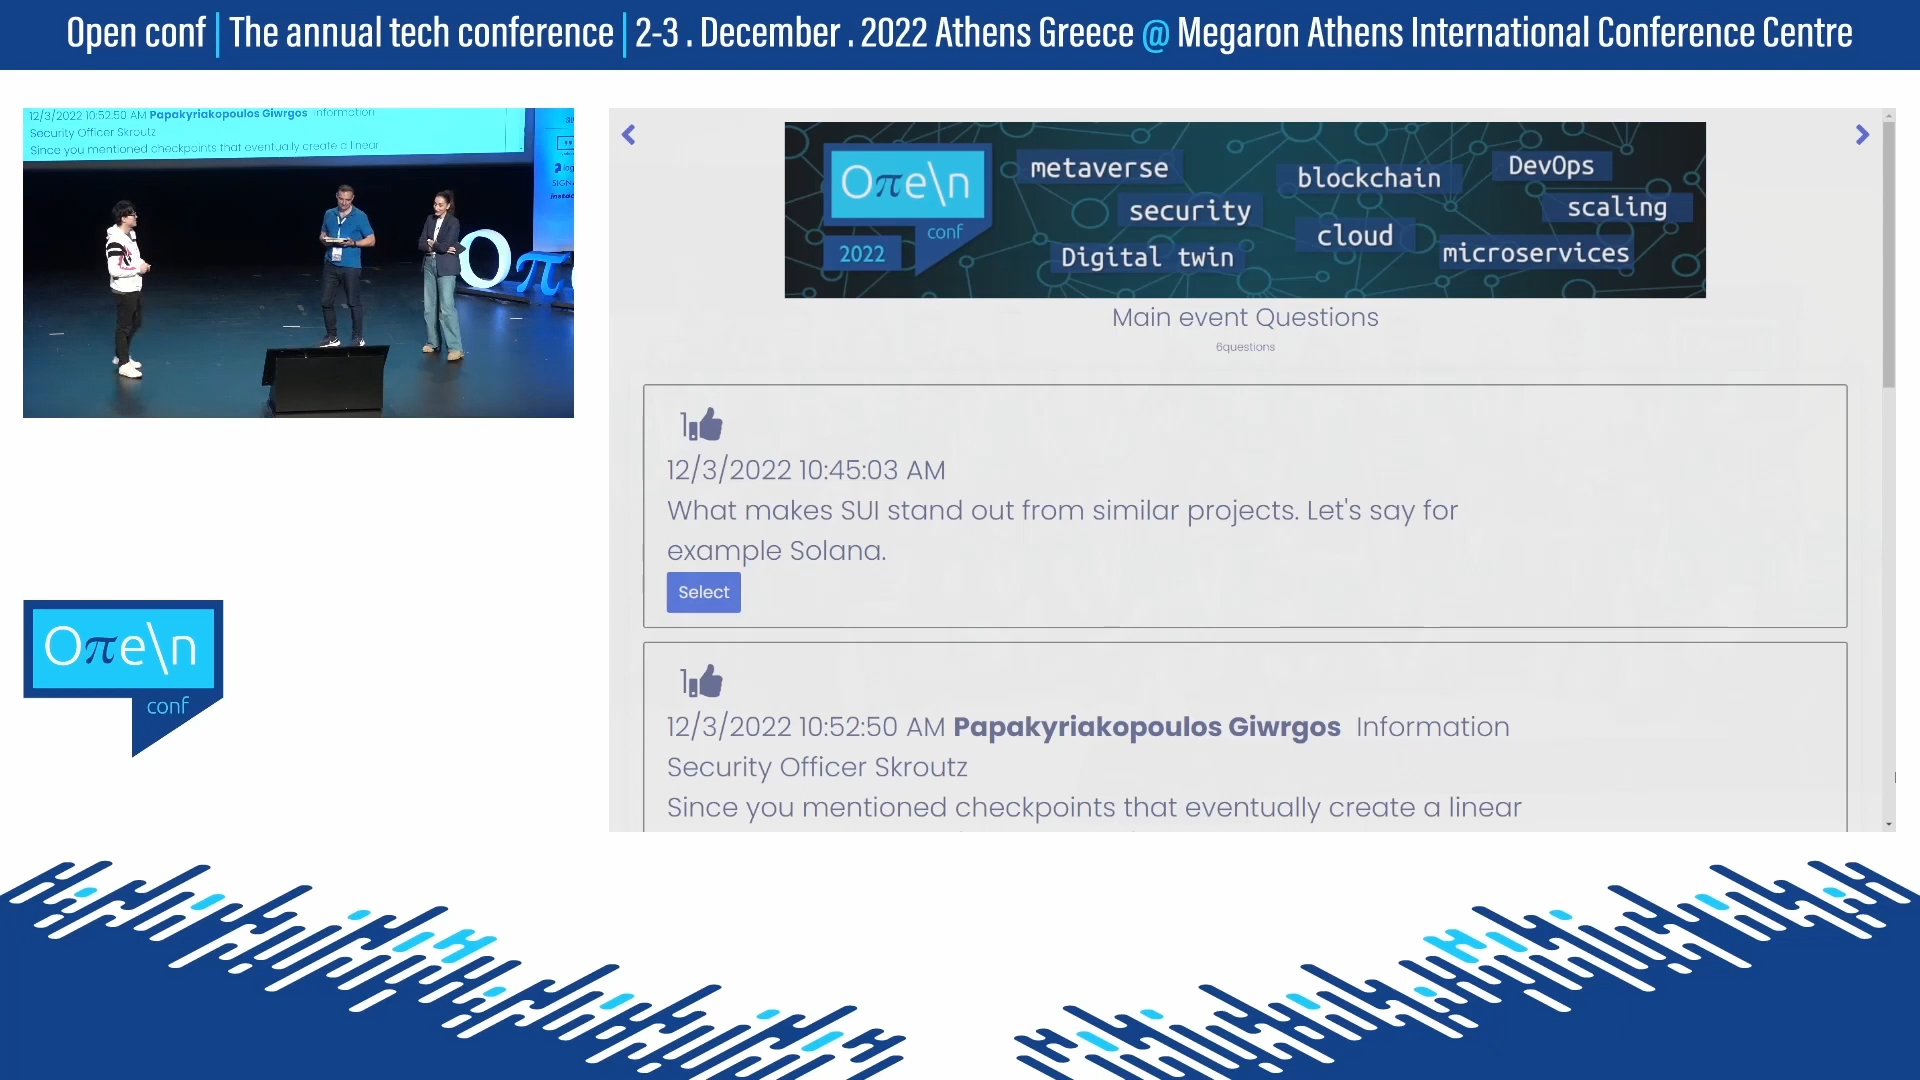 Open conf | The annual tech conference | 2-3 . December . 2022 Athens Greece @ Megaron Athens International Conference Centre
12/3/2022 10:52:50 AM Papakyriakopoulos Giwrgos Information
Security Officer Skroutz
Since you mentioned checkpoints that eventually create a linear
Oπ
Oπe\n
conf
2022
metaverse
security
Digital twin
blockchain
cloud
DevOps
scaling
microservices
Main event Questions
6questions
1
12/3/2022 10:45:03 AM
What makes SUI stand out from similar projects. Let's say for
example Solana.
Select
1
12/3/2022 10:52:50 AM Papakyriakopoulos Giwrgos Information
Security Officer Skroutz
Since you mentioned checkpoints that eventually create a linear
Oπe\n
conf